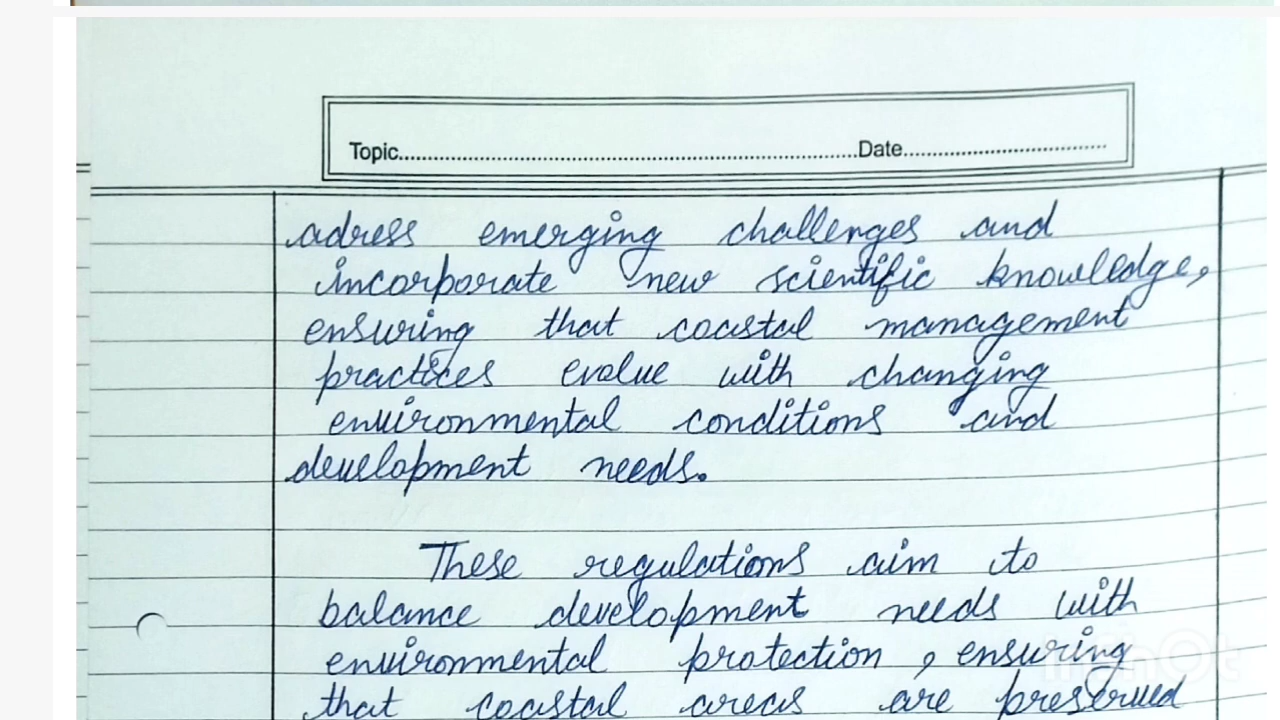 Topic.......... Date..........
adress emerging challenges and
incorporate new scientific knowledge,
ensuring that coastal management
practices evolve with changing
environmental conditions and
development needs.
These regulations aim to
balance development needs with
environmental protection, ensuring
that coastal areas are preserved